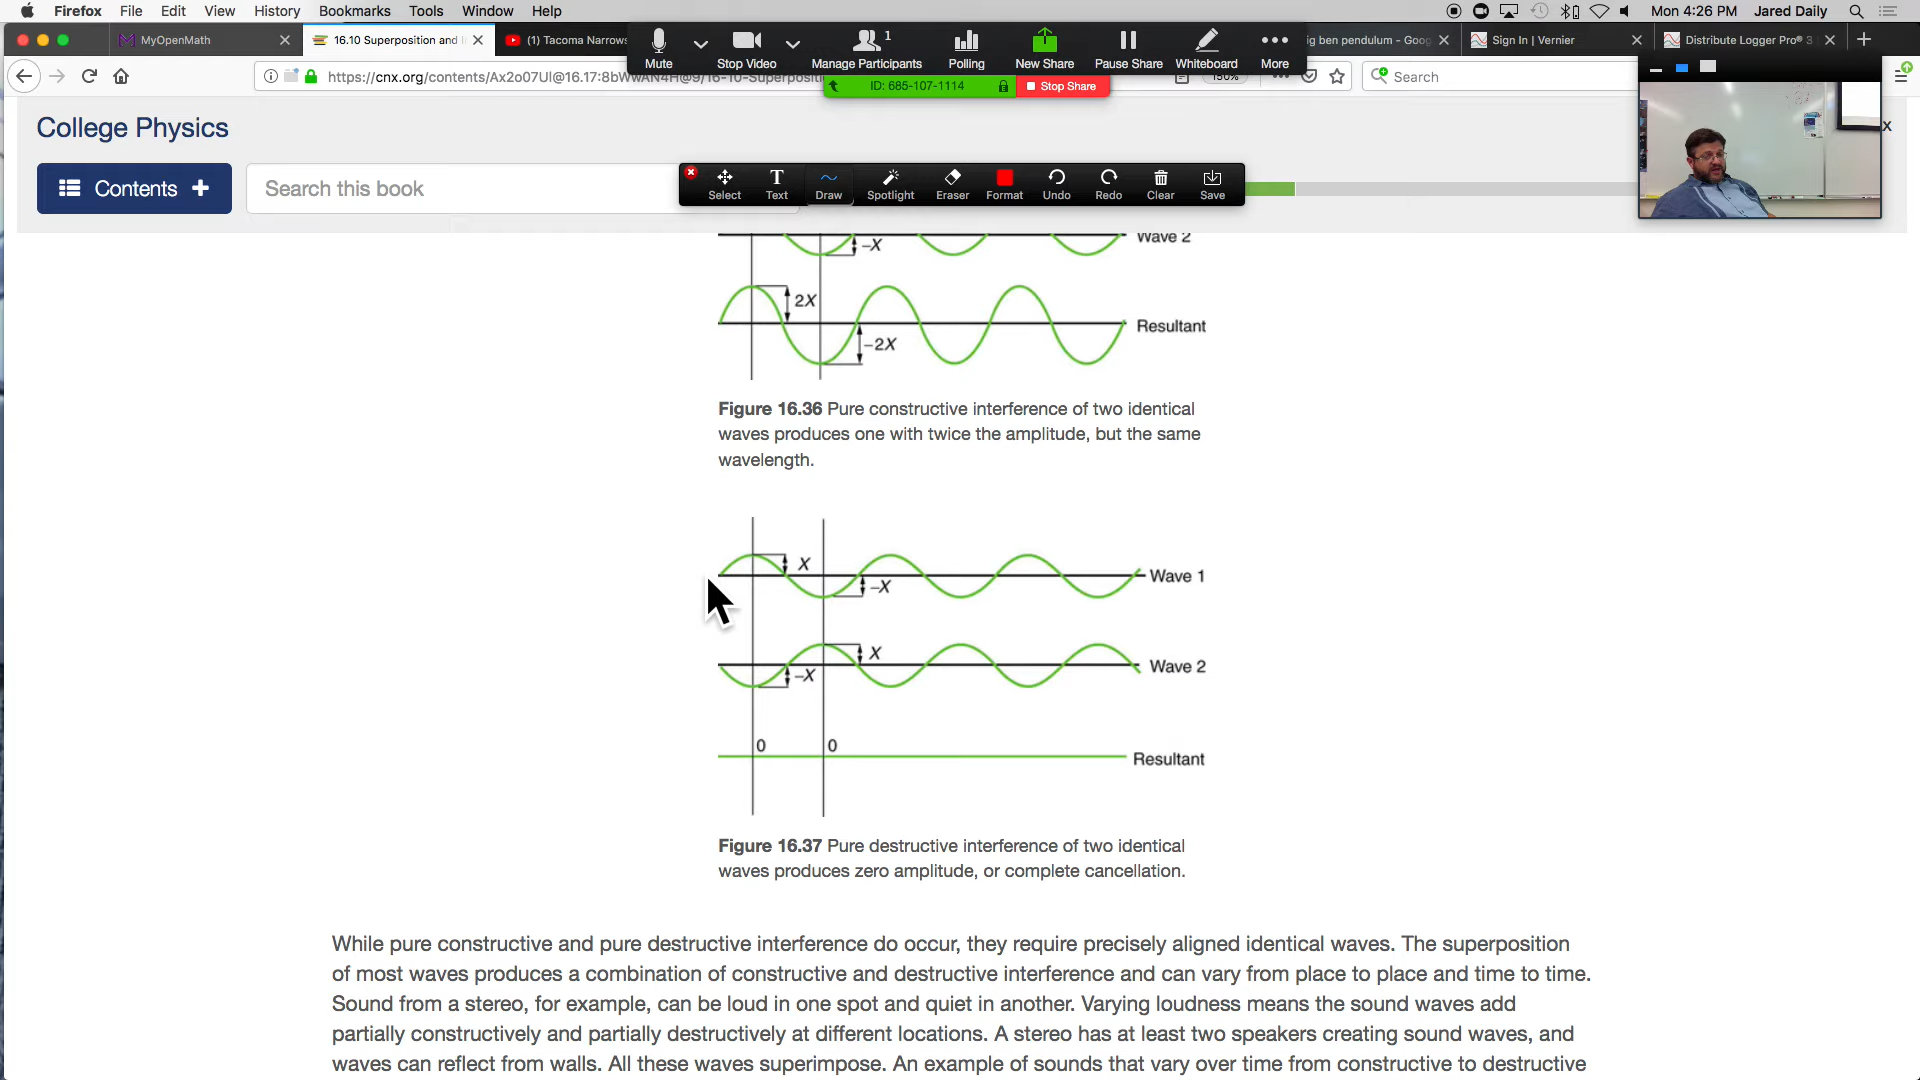 Firefox File Edit View History Bookmarks Tools Window Help
Mon 4:26 PM Jared Daily
MyOpenMath
16.10 Superposition and I
(1) Tacoma Narrows
ig ben pendulum - Goog
Sign In | Vernier
Distribute Logger Pro® 3
Mute
Stop Video
1
Manage Participants
Polling
New Share
Pause Share
Whiteboard
More
https://cnx.org/contents/
150%
Search
ID: 685-107-1114
Stop Share
College Physics
Contents
Search this book
Select
Text
Draw
Spotlight
Eraser
Format
Undo
Redo
Clear
Save
X
–X
Wave 2
2X
Resultant
–2X
Figure 16.36 Pure constructive interference of two identical
waves produces one with twice the amplitude, but the same
wavelength.
X
Wave 1
–X
X
Wave 2
–X
0
0
Resultant
Figure 16.37 Pure destructive interference of two identical
waves produces zero amplitude, or complete cancellation.
While pure constructive and pure destructive interference do occur, they require precisely aligned identical waves. The superposition
of most waves produces a combination of constructive and destructive interference and can vary from place to place and time to time.
Sound from a stereo, for example, can be loud in one spot and quiet in another. Varying loudness means the sound waves add
partially constructively and partially destructively at different locations. A stereo has at least two speakers creating sound waves, and
waves can reflect from walls. All these waves superimpose. An example of sounds that vary over time from constructive to destructive